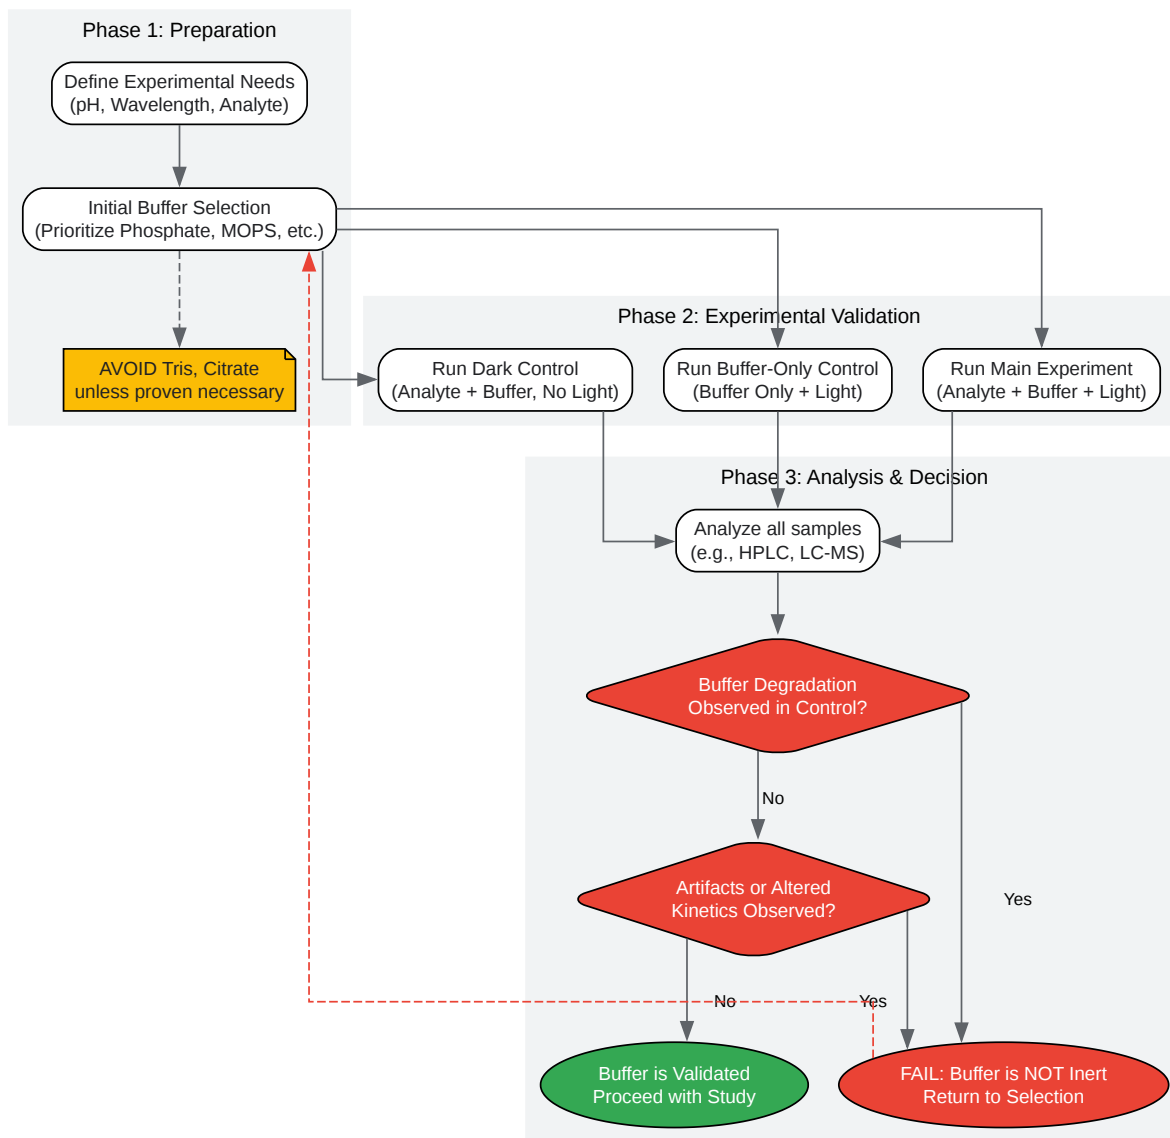 Phase 1: Preparation
Define Experimental Needs
(pH, Wavelength, Analyte)
Initial Buffer Selection
(Prioritize Phosphate, MOPS, etc.)
AVOID Tris, Citrate
unless proven necessary
Phase 2: Experimental Validation
Run Dark Control
(Analyte + Buffer, No Light)
Run Buffer-Only Control
(Buffer Only + Light)
Run Main Experiment
(Analyte + Buffer + Light)
Phase 3: Analysis & Decision
Analyze all samples
(e.g., HPLC, LC-MS)
Buffer Degradation
Observed in Control?
No
Artifacts or Altered
Kinetics Observed?
Yes
No
Yes
Buffer is Validated
Proceed with Study
FAIL: Buffer is NOT Inert
Return to Selection